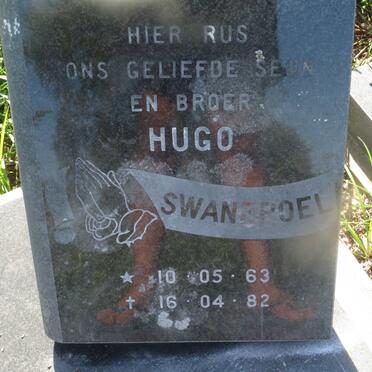 HIER RUS
ONS GELIEFDE SEUN
EN BROER
HUGO
SWANEPOEL
★ 10 · 05 · 63
✝ 16 · 04 · 82